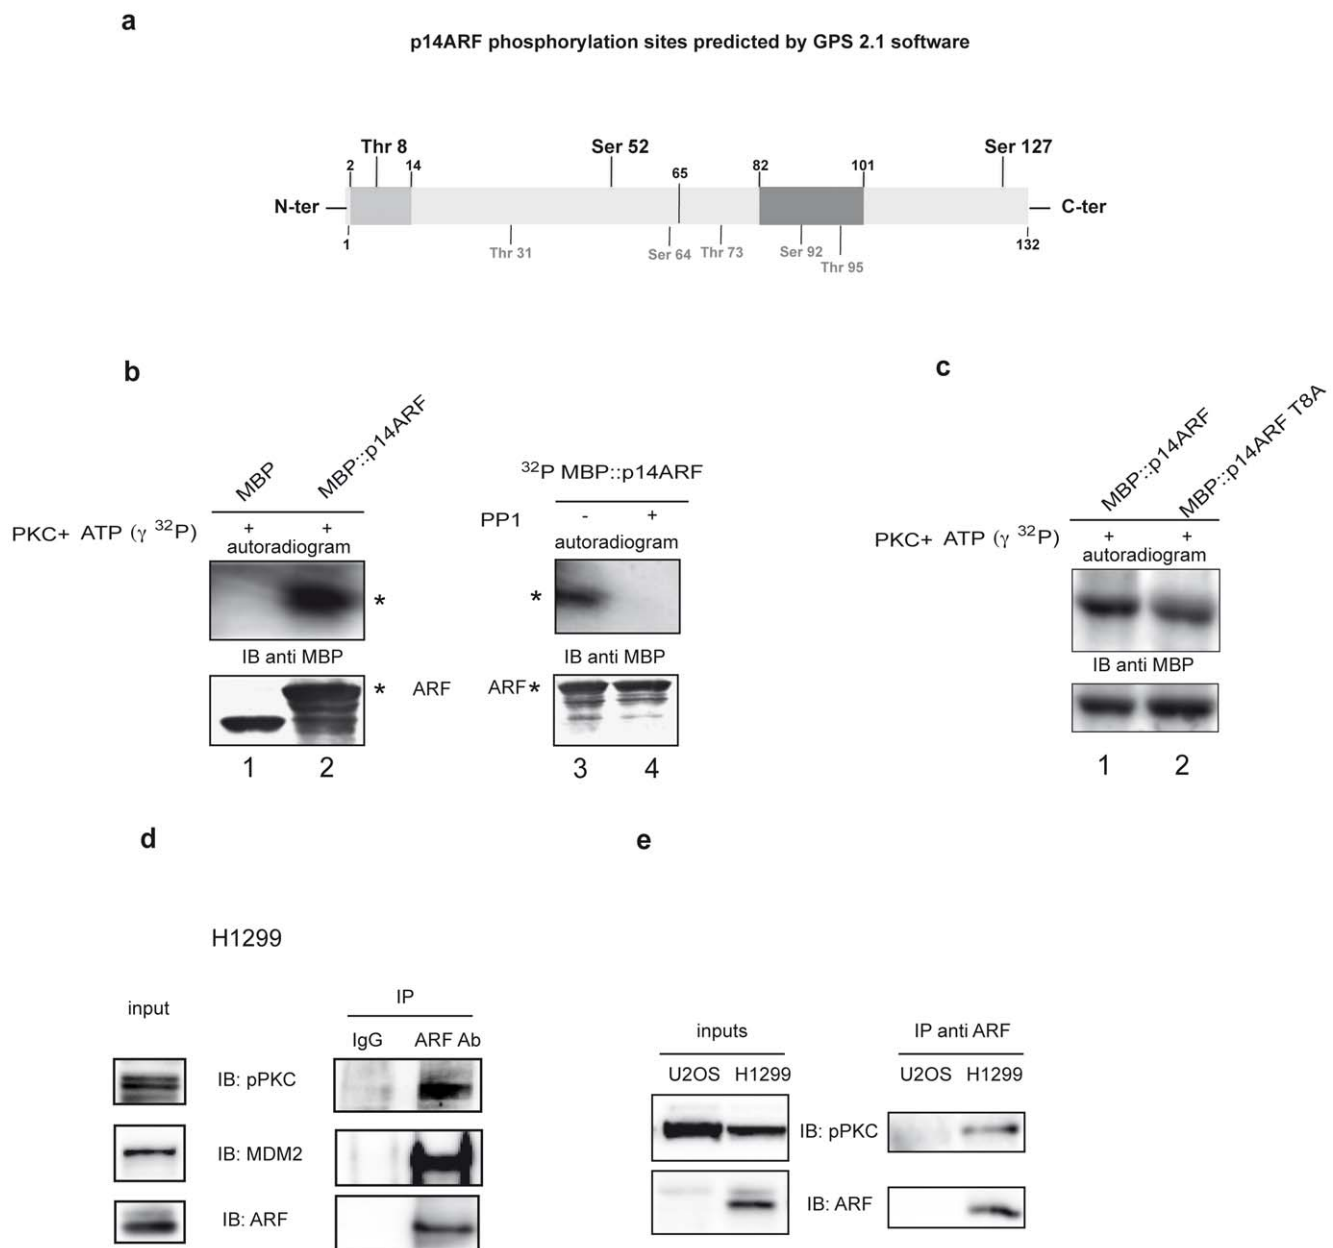 a
p14ARF phosphorylation sites predicted by GPS 2.1 software
Thr 8 Ser 52 Ser 127
2 14 65 82 101
N-ter C-ter
1 132
Thr 31 Ser 64 Thr 73 Ser 92 Thr 95
b
MBP MBP::p14ARF
PKC+ ATP (γ ³²P) + +
autoradiogram
*
IB anti MBP
* ARF
1 2
³²P MBP::p14ARF
PP1 - +
autoradiogram
*
IB anti MBP
ARF*
3 4
c
MBP::p14ARF MBP::p14ARF T8A
PKC+ ATP (γ ³²P) + +
autoradiogram
IB anti MBP
1 2
d
H1299
input IP
IgG ARF Ab
IB: pPKC
IB: MDM2
IB: ARF
e
inputs IP anti ARF
U2OS H1299 U2OS H1299
IB: pPKC
IB: ARF